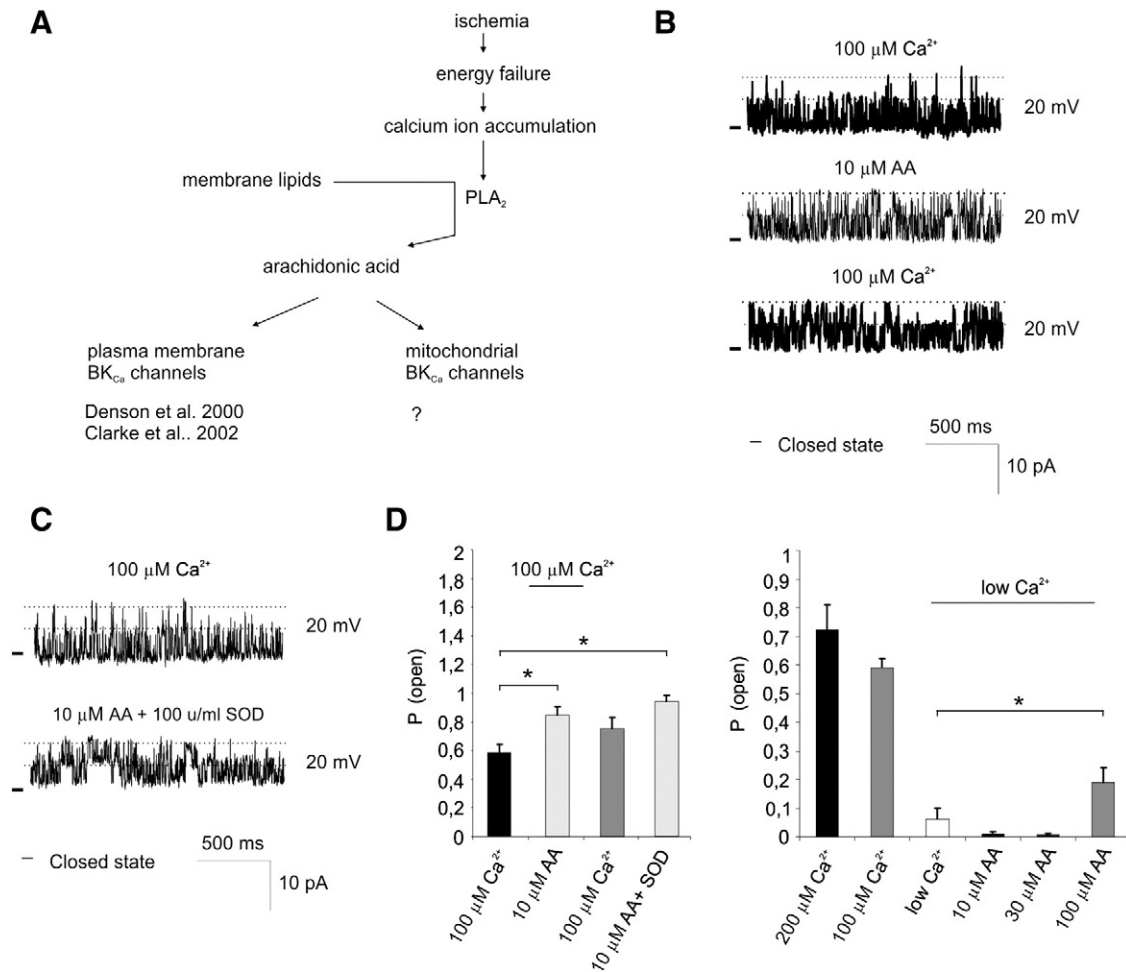 A
ischemia
energy failure
calcium ion accumulation
membrane lipids
PLA₂
arachidonic acid
plasma membrane
BK_Ca channels
mitochondrial
BK_Ca channels
Denson et al. 2000
Clarke et al.. 2002
?
B
100 μM Ca²⁺
20 mV
10 μM AA
20 mV
100 μM Ca²⁺
20 mV
500 ms
– Closed state
10 pA
C
100 μM Ca²⁺
20 mV
10 μM AA + 100 u/ml SOD
20 mV
500 ms
– Closed state
10 pA
D
P (open)
2
1,8
1,6
1,4
1,2
1
0,8
0,6
0,4
0,2
0
100 μM Ca²⁺
*
*
100 μM Ca²⁺
10 μM AA
100 μM Ca²⁺
10 μM AA+ SOD
P (open)
1
0,9
0,8
0,7
0,6
0,5
0,4
0,3
0,2
0,1
0
low Ca²⁺
*
200 μM Ca²⁺
100 μM Ca²⁺
low Ca²⁺
10 μM AA
30 μM AA
100 μM AA